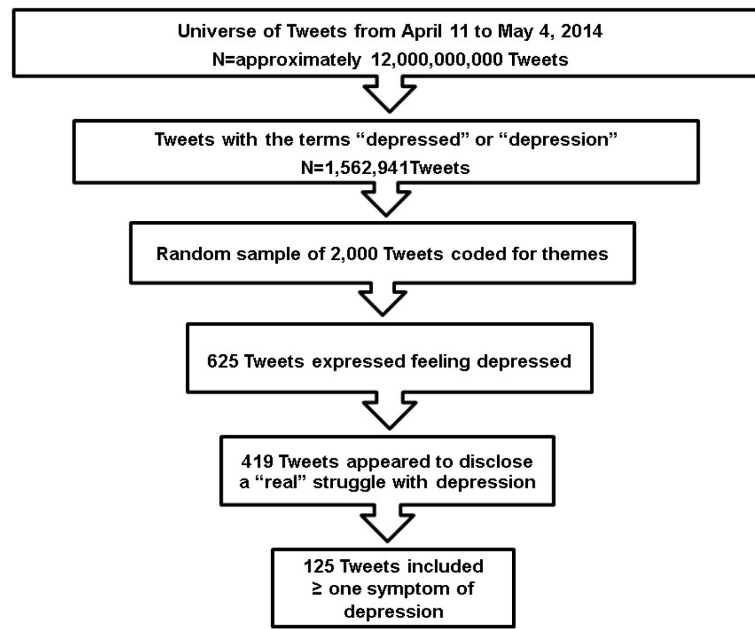 Universe of Tweets from April 11 to May 4, 2014
N=approximately 12,000,000,000 Tweets
Tweets with the terms “depressed” or “depression”
N=1,562,941Tweets
Random sample of 2,000 Tweets coded for themes
625 Tweets expressed feeling depressed
419 Tweets appeared to disclose
a “real” struggle with depression
125 Tweets included
≥ one symptom of
depression